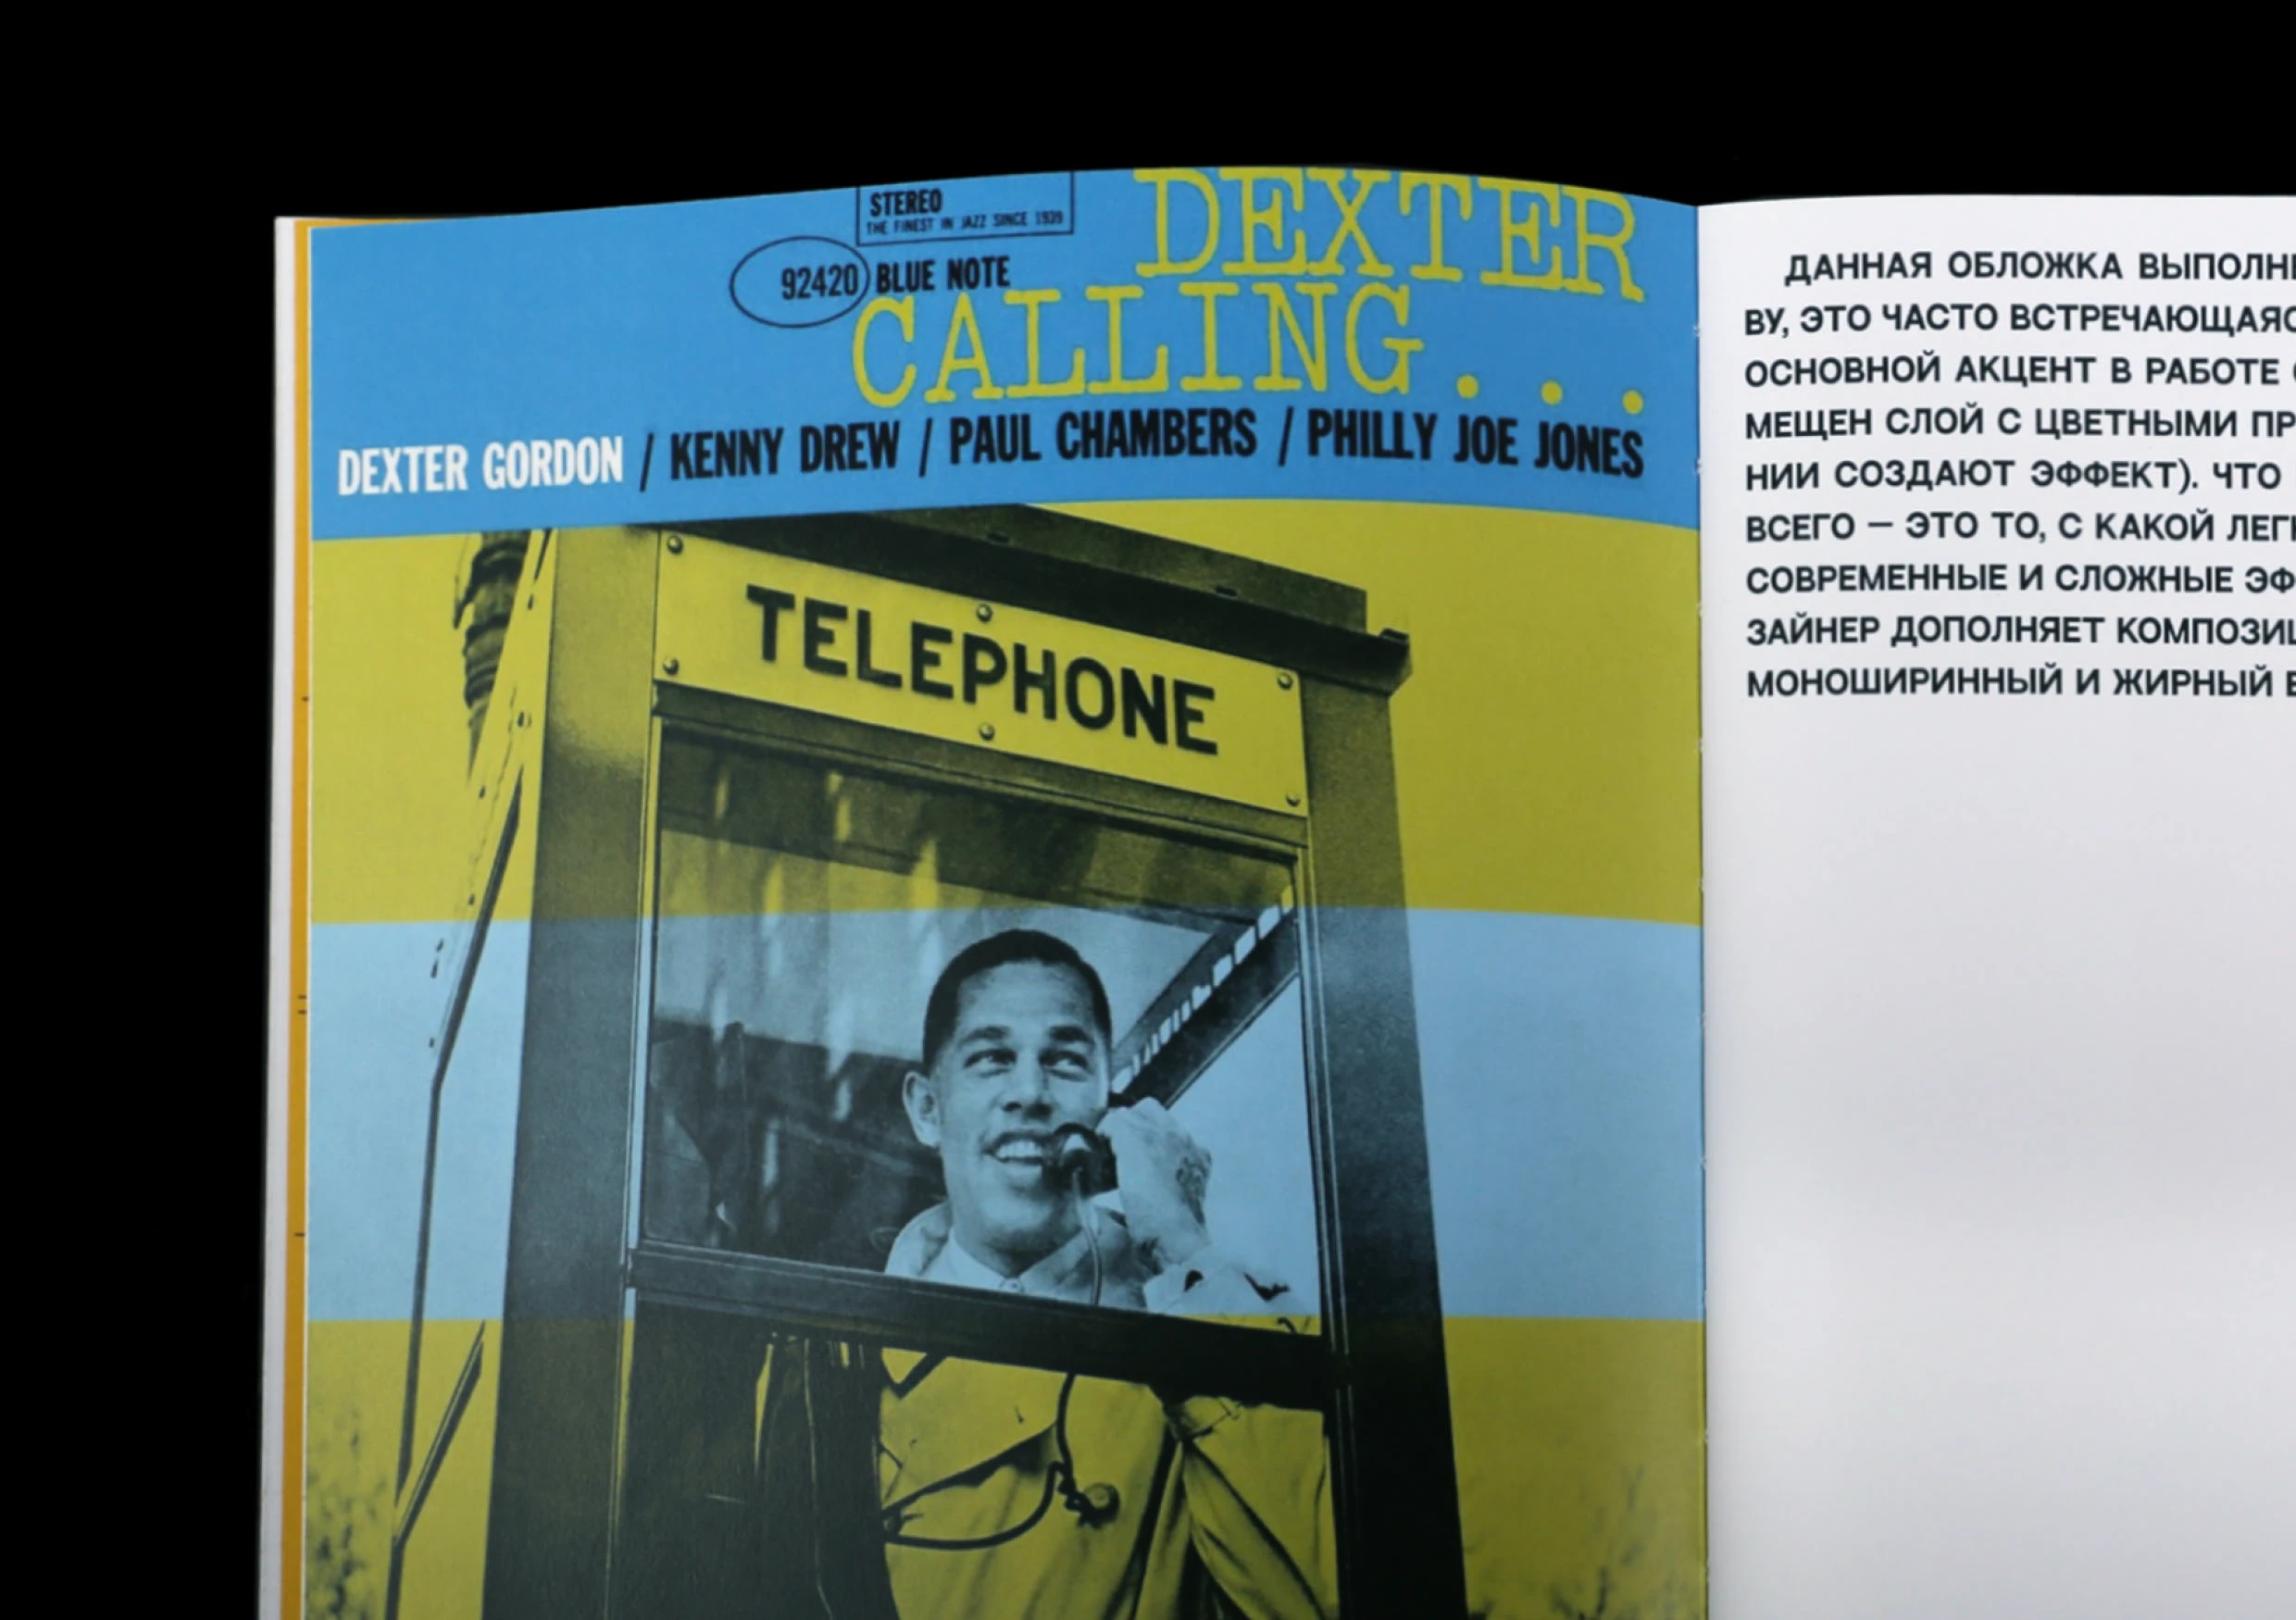 STEREO
THE FINEST IN JAZZ SINCE 1939
92420 BLUE NOTE
DEXTER
CALLING...
DEXTER GORDON / KENNY DREW / PAUL CHAMBERS / PHILLY JOE JONES
TELEPHONE
ДАННАЯ ОБЛОЖКА
ВУ, ЭТО ЧАСТО
ОСНОВНОЙ АКЦЕНТ В РАБОТЕ
МЕЩЕН СЛОЙ С ЦВЕТНЫМИ
НИИ СОЗДАЮТ ЭФФЕКТ). ЧТО
ВСЕГО — ЭТО ТО, С КАКОЙ
СОВРЕМЕННЫЕ И СЛОЖНЫЕ
ЗАЙНЕР ДОПОЛНЯЕТ
МОНОШИРИННЫЙ И ЖИРНЫЙ